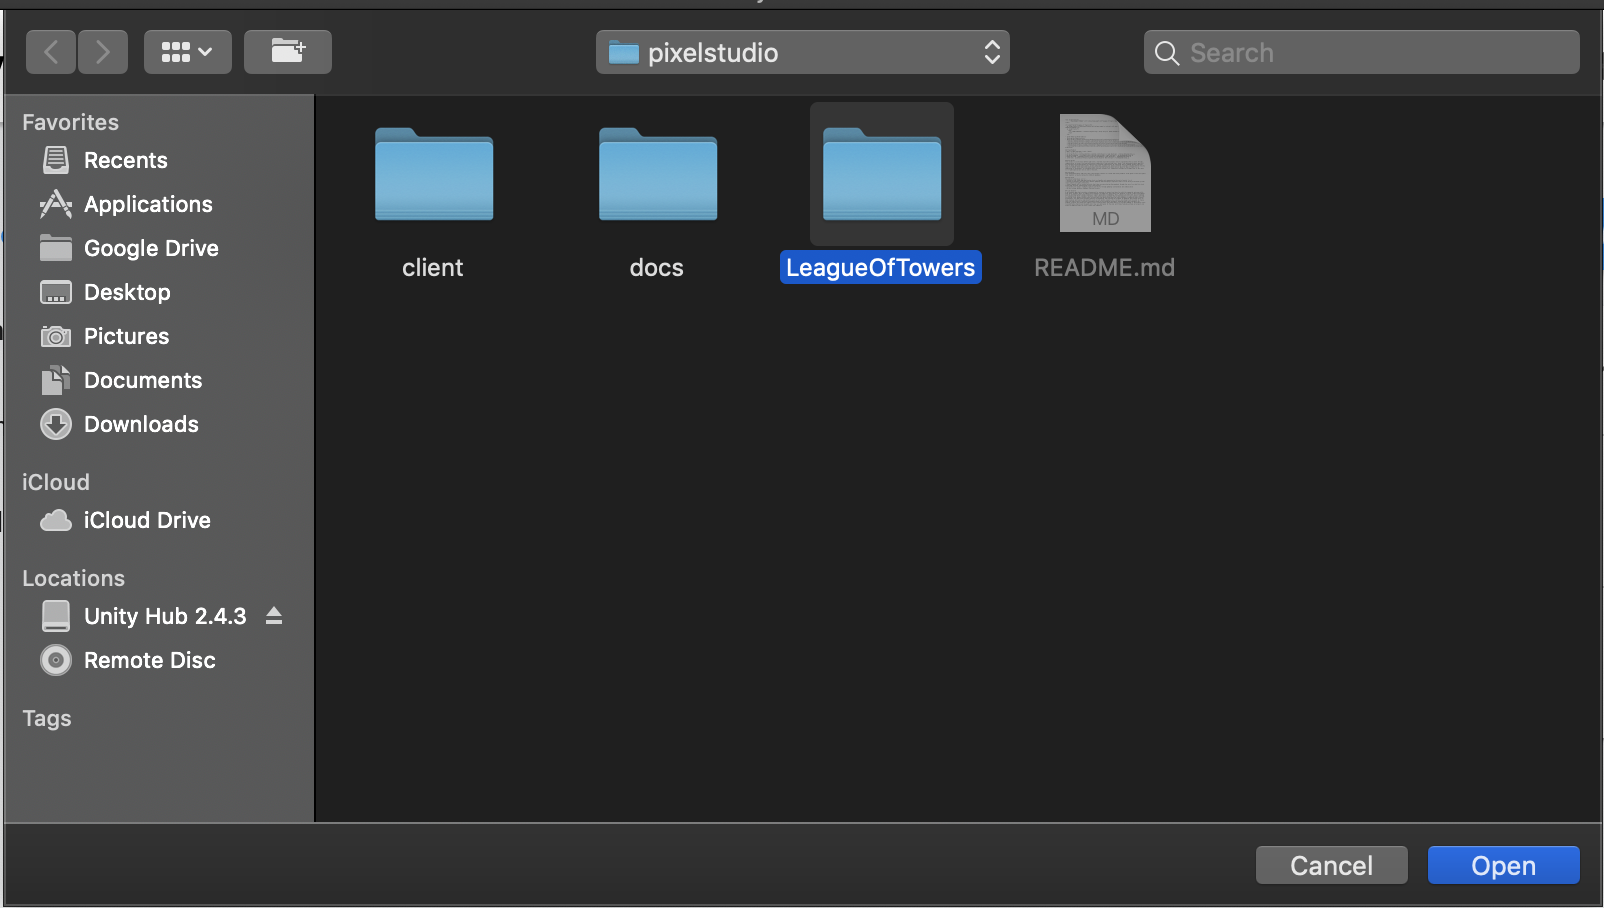 pixelstudio
Search
Favorites
Recents
Applications
Google Drive
Desktop
Pictures
Documents
Downloads
iCloud
iCloud Drive
Locations
Unity Hub 2.4.3
Remote Disc
Tags
MD
client
docs
LeagueOfTowers
README.md
Cancel
Open